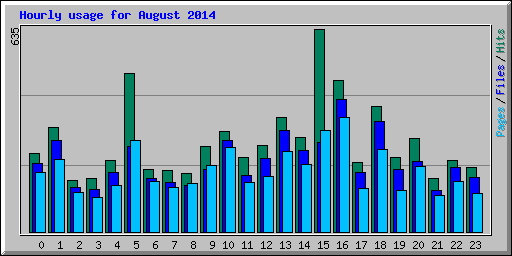 Hourly usage for August 2014
635
Pages / Files / Hits
0 1 2 3 4 5 6 7 8 9 10 11 12 13 14 15 16 17 18 19 20 21 22 23